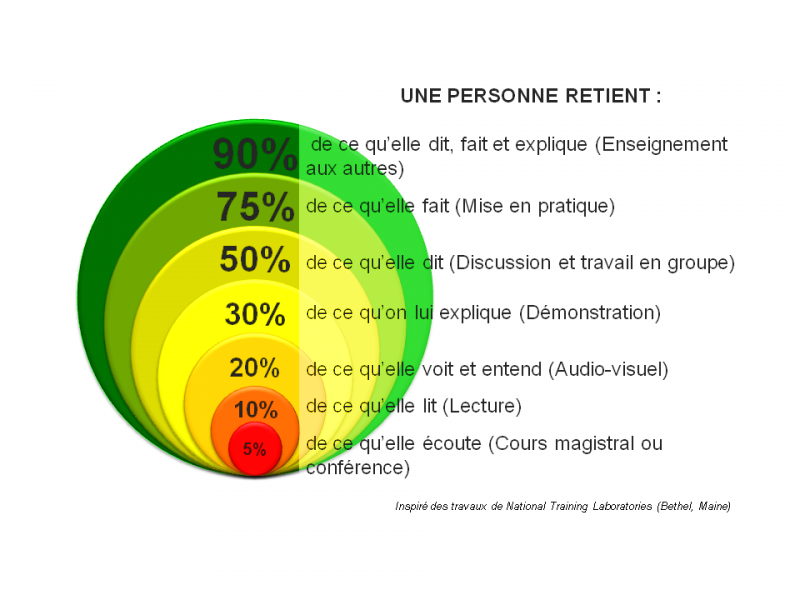 UNE PERSONNE RETIENT :
90% de ce qu'elle dit, fait et explique (Enseignement
aux autres)
75% de ce qu'elle fait (Mise en pratique)
50% de ce qu'elle dit (Discussion et travail en groupe)
30% de ce qu'on lui explique (Démonstration)
20% de ce qu'elle voit et entend (Audio-visuel)
10% de ce qu'elle lit (Lecture)
5% de ce qu'elle écoute (Cours magistral ou
conférence)
Inspiré des travaux de National Training Laboratories (Bethel, Maine)